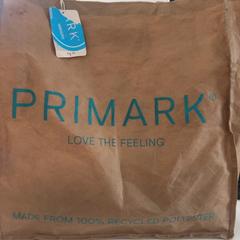 PRIMARK®
LOVE THE FEELING
MADE FROM 100% RECYCLED POLYESTER